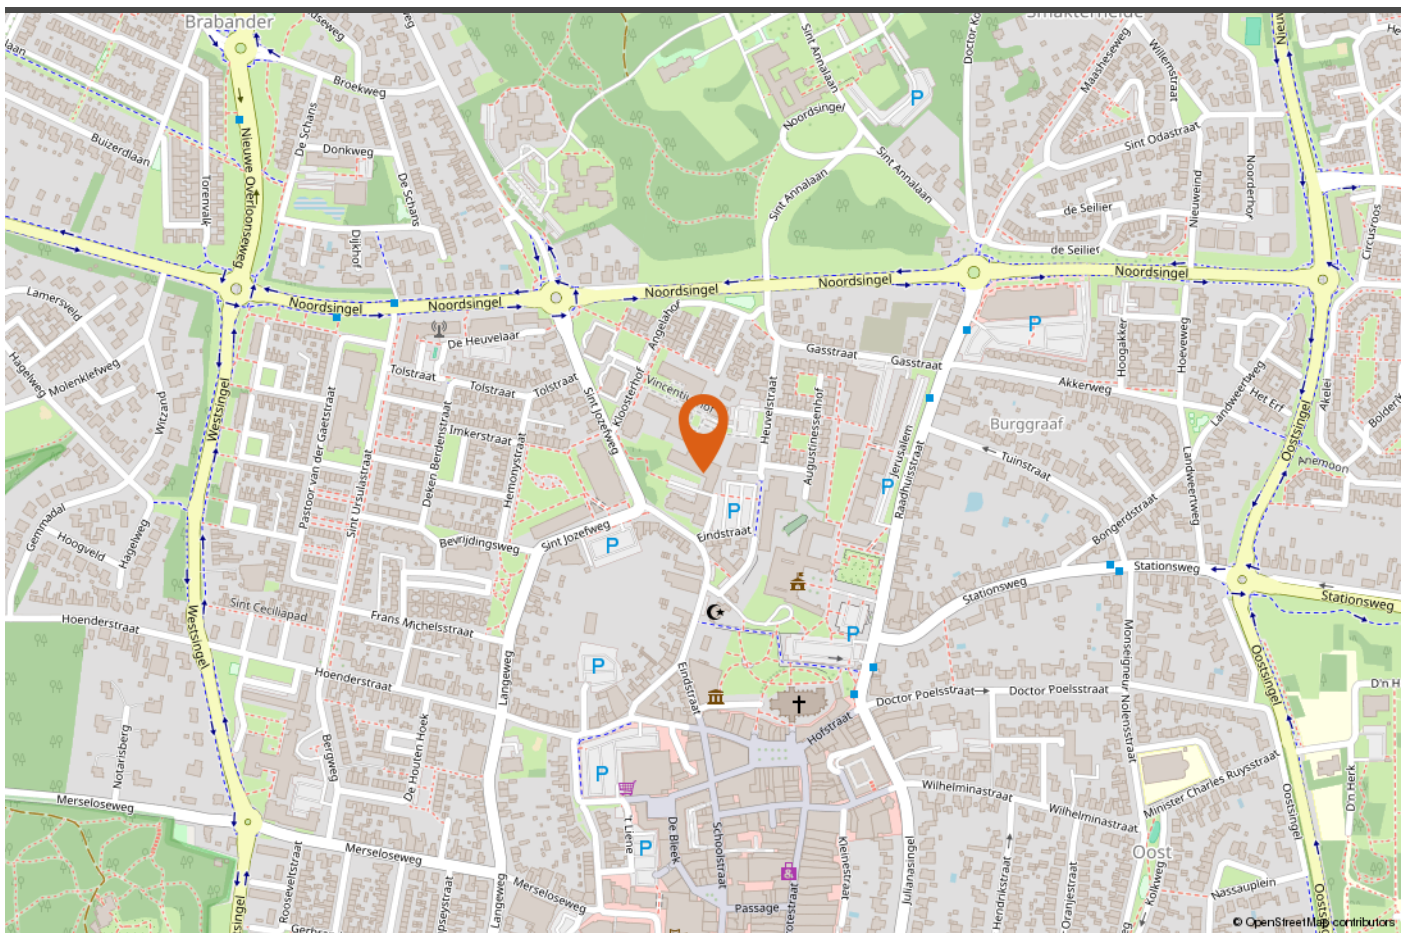 Brabander
Broekweg
De Schans
Donkweg
Buizerdlaan
Torenvalk
Nieuwe Overloonseweg
De Schans
Dijkhof
Sint Annalaan
Doctor
Noordsingel
Sint Annalaan
Sint Annalaan
P
Maasheseweg
Willemstraat
Sint Odastraat
Noorderhof
Nieuweind
de Seilier
de Seilier
Circusroos
Lamersveld
Hagelweg
Molenklefweg
Witzand
Noordsingel
Noordsingel
Noordsingel
Noordsingel
Noordsingel
De Heuvelaar
Tolstraat
Tolstraat
Tolstraat
Imkerstraat
Deken Berdenstraat
Hemonystraat
Pastoor van der Gaetstraat
Sint Ursulastraat
Westsingel
Angelahof
Kloosterhof
Sint Jozefweg
Gasstraat
Gasstraat
Heuvelstraat
Augustinessenhof
P
Hoogakker
Hoeveweg
Akkerweg
Landweertweg
Het Erf
Akelei
Burggraaf
Oostsingel
Anemoon
Jerusalem
Raadhuisstraat
P
Tuinstraat
Landweertweg
Bongerdstraat
Gemmadal
Hoogveld
Hagelweg
Bevrijdingsweg
Sint Jozefweg
P
P
Eindstraat
Stationsweg
Stationsweg
Stationsweg
Hoenderstraat
Sint Ceciliapad
Frans Michelsstraat
Westsingel
Hoenderstraat
Langeweg
P
Eindstraat
P
Monseigneur Nolensstraat
Oostsingel
Doctor Poelsstraat
Doctor Poelsstraat
Hofstraat
D'n H
Notarisberg
Bergweg
De Houten Hoek
P
Wilhelminastraat
Wilhelminastraat
Minister Charles Ruysstraat
Oostsingel
D'n Herk
Merseloseweg
Merseloseweg
Merseloseweg
't Liene
P
De Bleek
Schoolstraat
Kleinestraat
Julianasingel
Oost
Nassauplein
Kolkweg
Hendrikstraat
Oranjestraat
Rooseveltstraat
Langeweg
Passage
© OpenStreetMap contributors